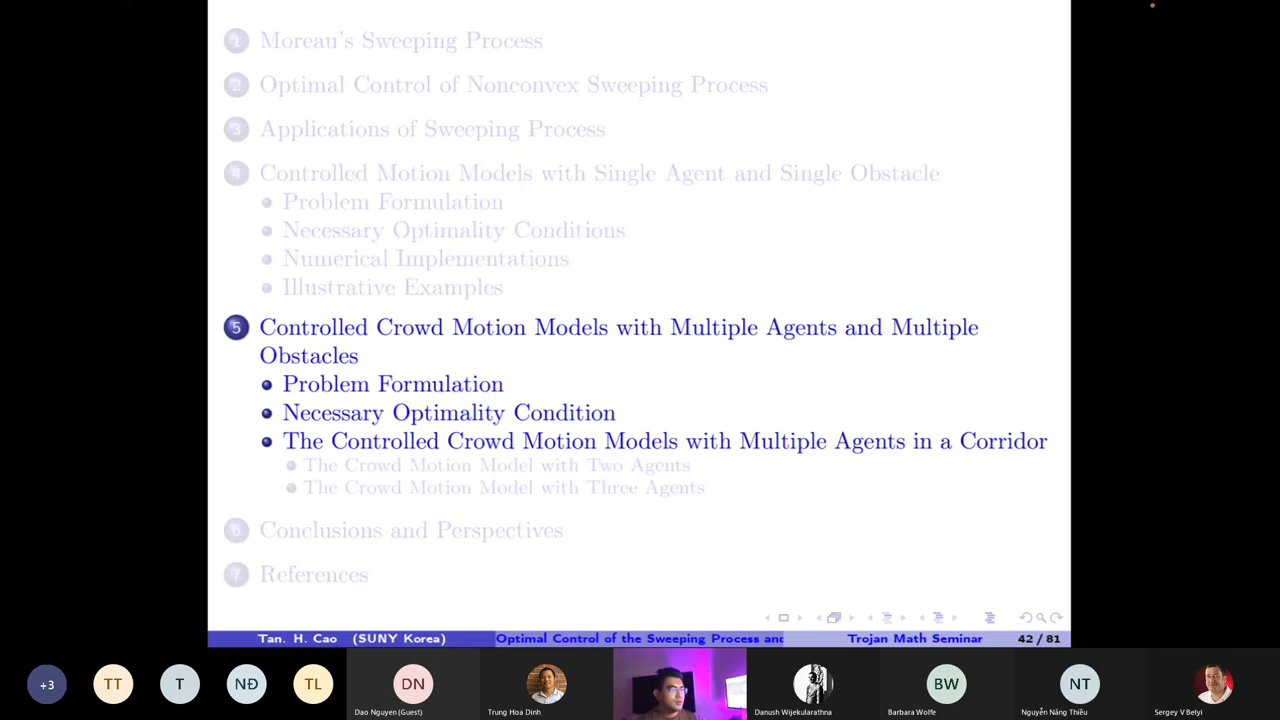 1 Moreau's Sweeping Process
2 Optimal Control of Nonconvex Sweeping Process
3 Applications of Sweeping Process
4 Controlled Motion Models with Single Agent and Single Obstacle
Problem Formulation
Necessary Optimality Conditions
Numerical Implementations
Illustrative Examples
5 Controlled Crowd Motion Models with Multiple Agents and Multiple
Obstacles
Problem Formulation
Necessary Optimality Condition
The Controlled Crowd Motion Models with Multiple Agents in a Corridor
The Crowd Motion Model with Two Agents
The Crowd Motion Model with Three Agents
6 Conclusions and Perspectives
7 References
Tan. H. Cao (SUNY Korea) Optimal Control of the Sweeping Process and Trojan Math Seminar 42 / 81
+3 TT T NĐ TL DN BW NT
Dao Nguyen (Guest) Trung Hoa Dinh Danush Wijekularathna Barbara Wolfe Nguyễn Năng Thiều Sergey V Belyi